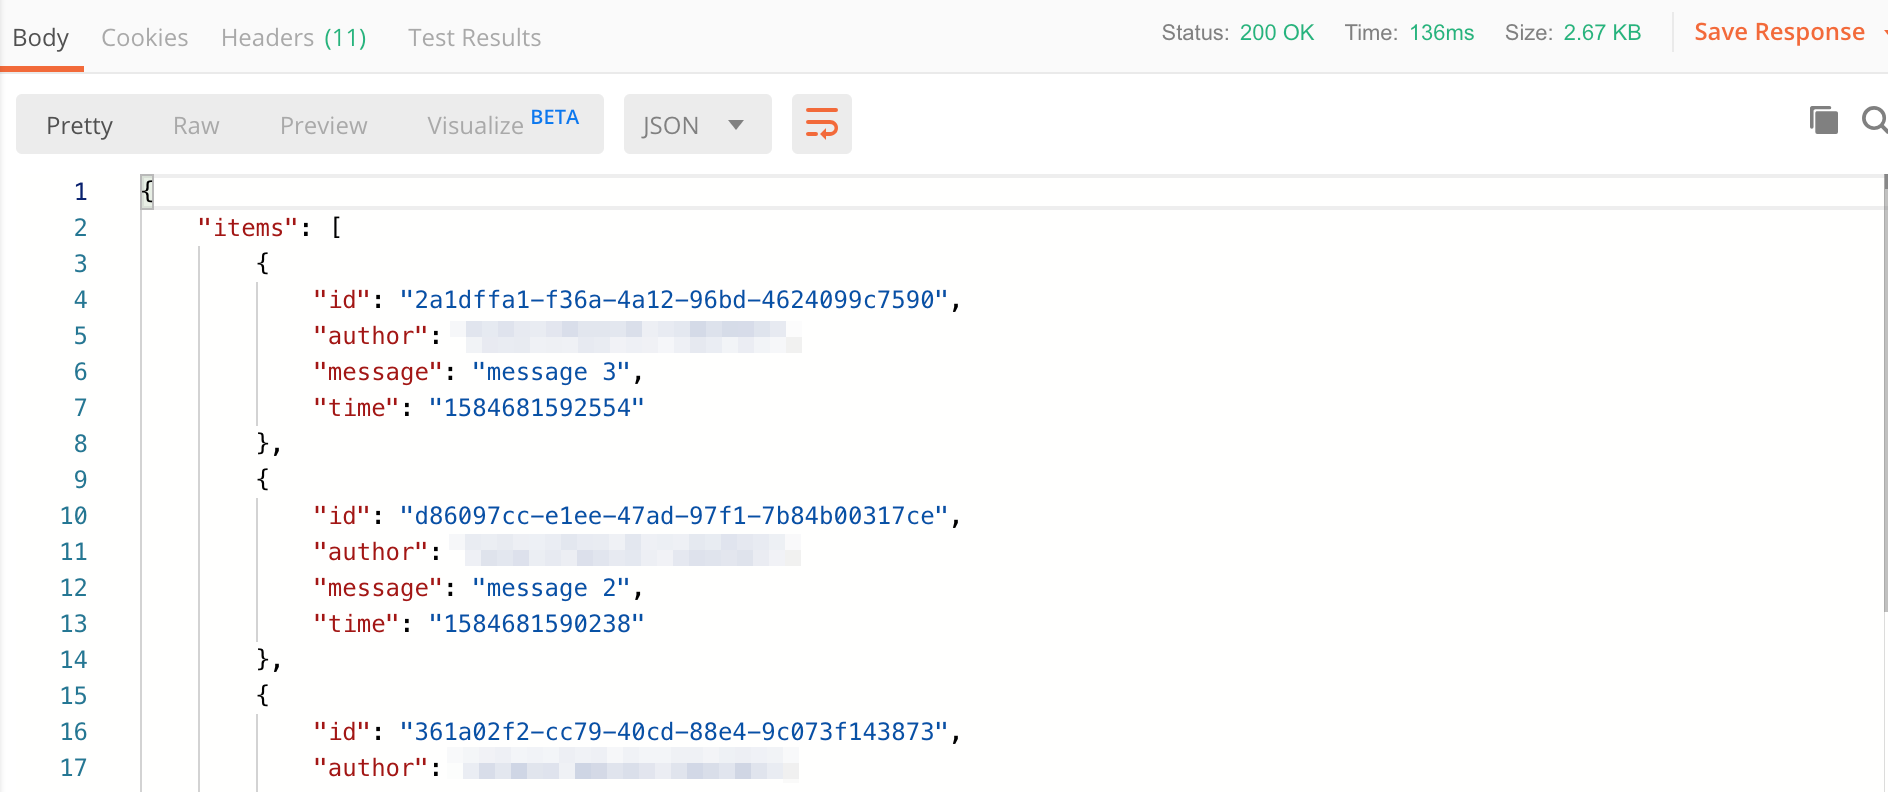 Body Cookies Headers (11) Test Results Status: 200 OK Time: 136ms Size: 2.67 KB Save Response
Pretty Raw Preview Visualize BETA JSON
1 {
2 "items": [
3 {
4 "id": "2a1dffa1-f36a-4a12-96bd-4624099c7590",
5 "author":
6 "message": "message 3",
7 "time": "1584681592554"
8 },
9 {
10 "id": "d86097cc-e1ee-47ad-97f1-7b84b00317ce",
11 "author":
12 "message": "message 2",
13 "time": "1584681590238"
14 },
15 {
16 "id": "361a02f2-cc79-40cd-88e4-9c073f143873",
17 "author":